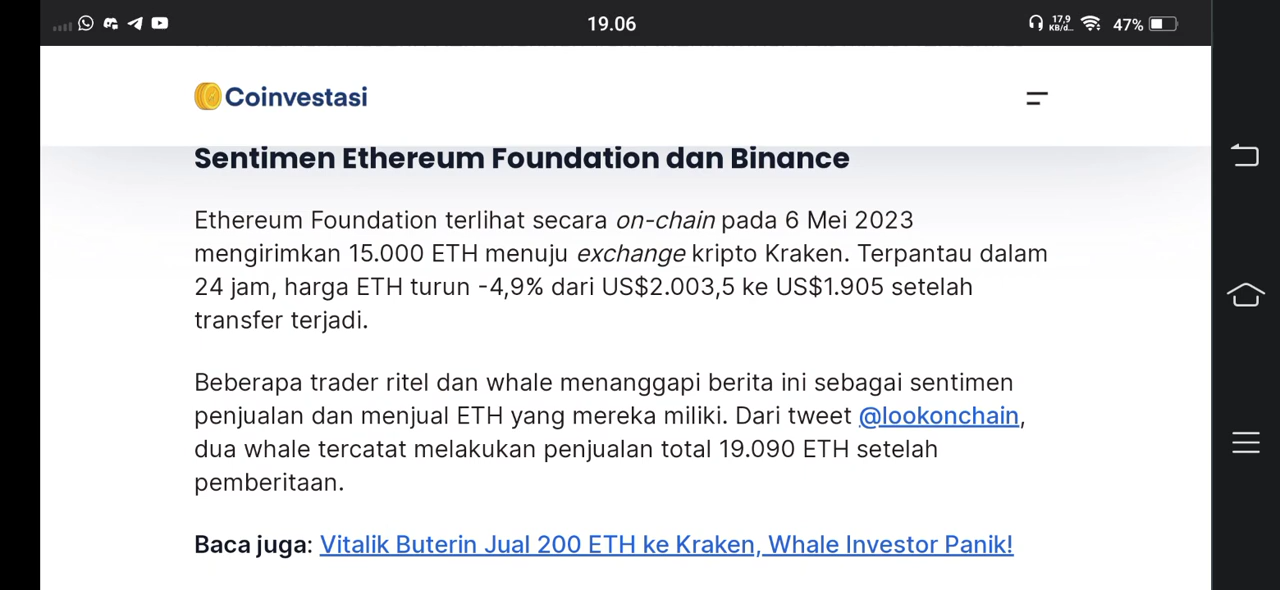 19.06
17,9
KB/d...
47%
Coinvestasi
Sentimen Ethereum Foundation dan Binance
Ethereum Foundation terlihat secara on-chain pada 6 Mei 2023
mengirimkan 15.000 ETH menuju exchange kripto Kraken. Terpantau dalam
24 jam, harga ETH turun -4,9% dari US$2.003,5 ke US$1.905 setelah
transfer terjadi.
Beberapa trader ritel dan whale menanggapi berita ini sebagai sentimen
penjualan dan menjual ETH yang mereka miliki. Dari tweet @lookonchain,
dua whale tercatat melakukan penjualan total 19.090 ETH setelah
pemberitaan.
Baca juga: Vitalik Buterin Jual 200 ETH ke Kraken, Whale Investor Panik!